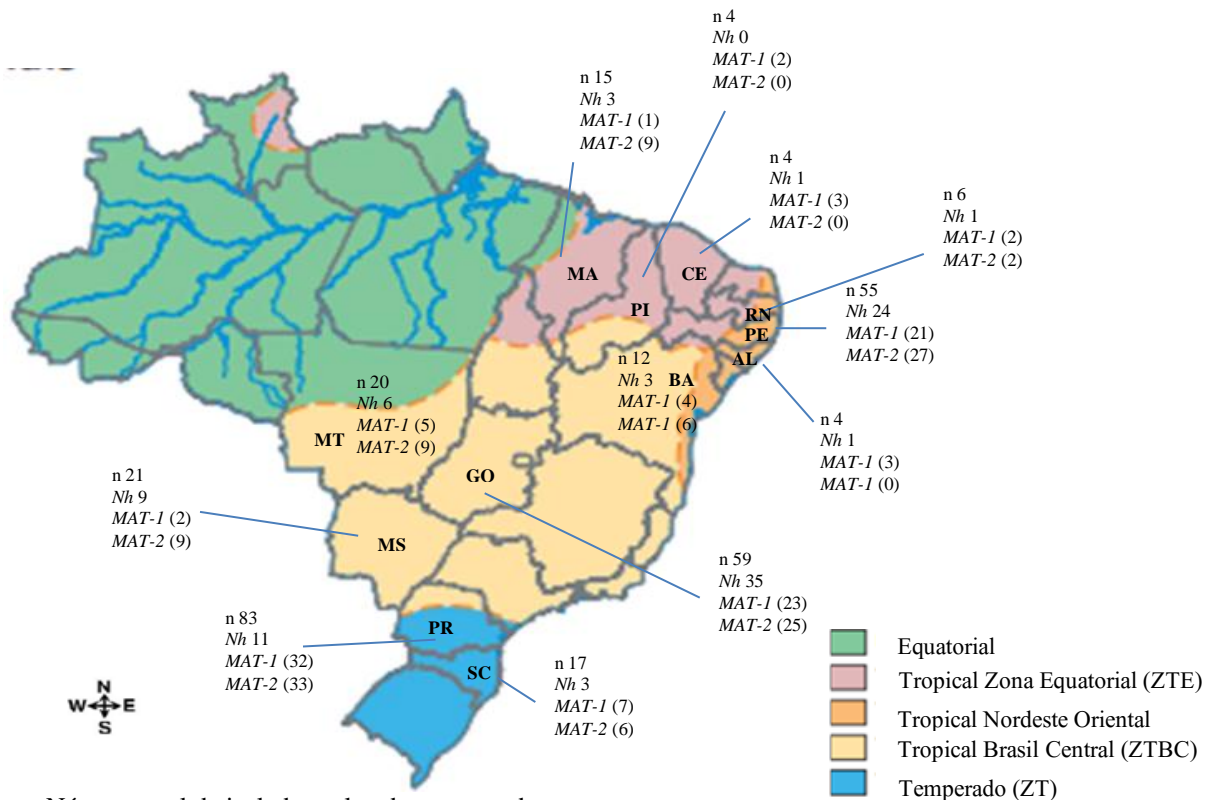 n 4
Nh 0
MAT-1 (2)
MAT-2 (0)
n 15
Nh 3
MAT-1 (1)
MAT-2 (9)
n 4
Nh 1
MAT-1 (3)
MAT-2 (0)
n 6
Nh 1
MAT-1 (2)
MAT-2 (2)
n 55
Nh 24
MAT-1 (21)
MAT-2 (27)
MA
CE
PI
RN
PE
AL
n 12
Nh 3
BA
MAT-1 (4)
MAT-1 (6)
n 20
Nh 6
MAT-1 (5)
MAT-2 (9)
MT
n 4
Nh 1
MAT-1 (3)
MAT-1 (0)
GO
n 21
Nh 9
MAT-1 (2)
MAT-2 (9)
MS
n 59
Nh 35
MAT-1 (23)
MAT-2 (25)
n 83
Nh 11
MAT-1 (32)
MAT-2 (33)
PR
SC
n 17
Nh 3
MAT-1 (7)
MAT-2 (6)
N
W E
S
Equatorial
Tropical Zona Equatorial (ZTE)
Tropical Nordeste Oriental
Tropical Brasil Central (ZTBC)
Temperado (ZT)